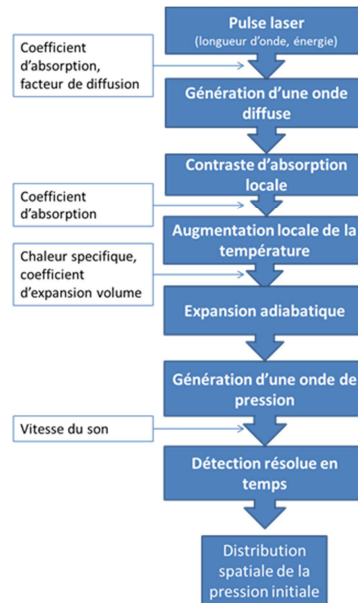 Pulse laser
(longueur d'onde, énergie)
Coefficient
d'absorption,
facteur de diffusion
Génération d'une onde
diffuse
Contraste d'absorption
locale
Coefficient
d'absorption
Augmentation locale de la
température
Chaleur specifique,
coefficient
d'expansion volume
Expansion adiabatique
Génération d'une onde de
pression
Vitesse du son
Détection résolue en
temps
Distribution
spatiale de la
pression initiale